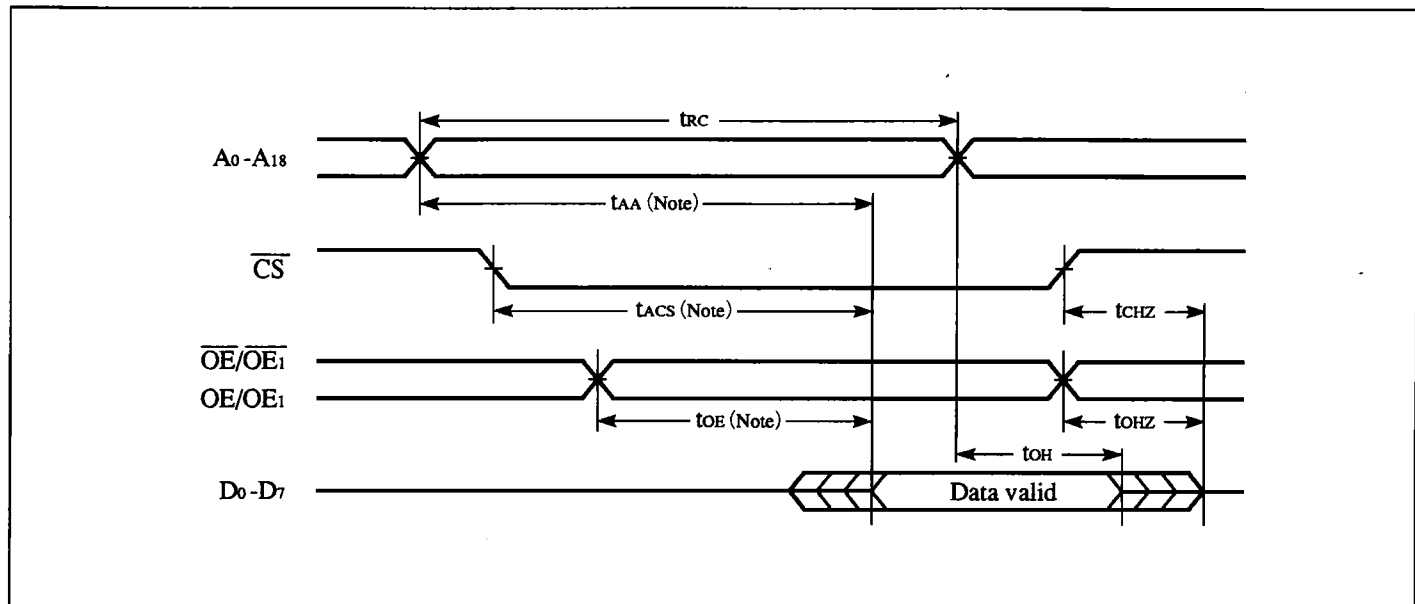 tRC
A0-A18
tAA (Note)
CS
tACS (Note)
tCHZ
OE/OE1
OE/OE1
tOE (Note)
tOHZ
tOH
D0-D7
Data valid